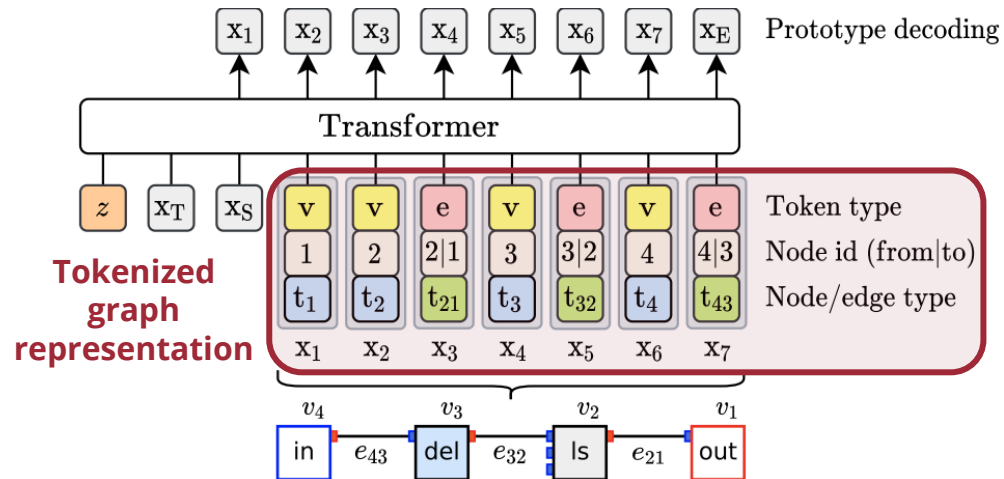 x₁ x₂ x₃ x₄ x₅ x₆ x₇ x_E Prototype decoding
Transformer
z x_T x_S v v e v e v e Token type
1 2 2|1 3 3|2 4 4|3 Node id (from|to)
t₁ t₂ t₂₁ t₃ t₃₂ t₄ t₄₃ Node/edge type
Tokenized
graph
representation
x₁ x₂ x₃ x₄ x₅ x₆ x₇
v₄ v₃ v₂ v₁
in e₄₃ del e₃₂ ls e₂₁ out